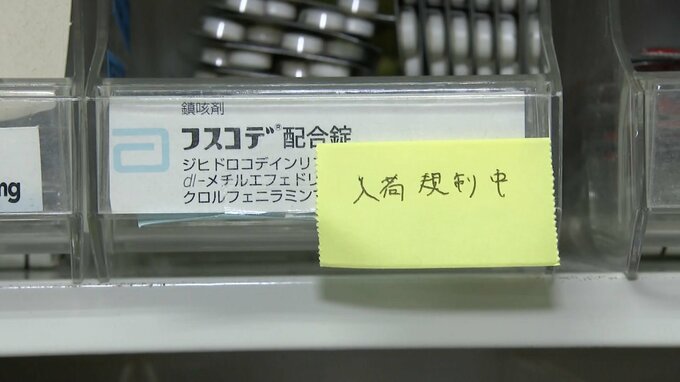 鎮咳剤
フスコデ®配合錠
ジヒドロコデインリ
dl-メチルエフェドリ
クロルフェニラミン
入荷規制中
mg